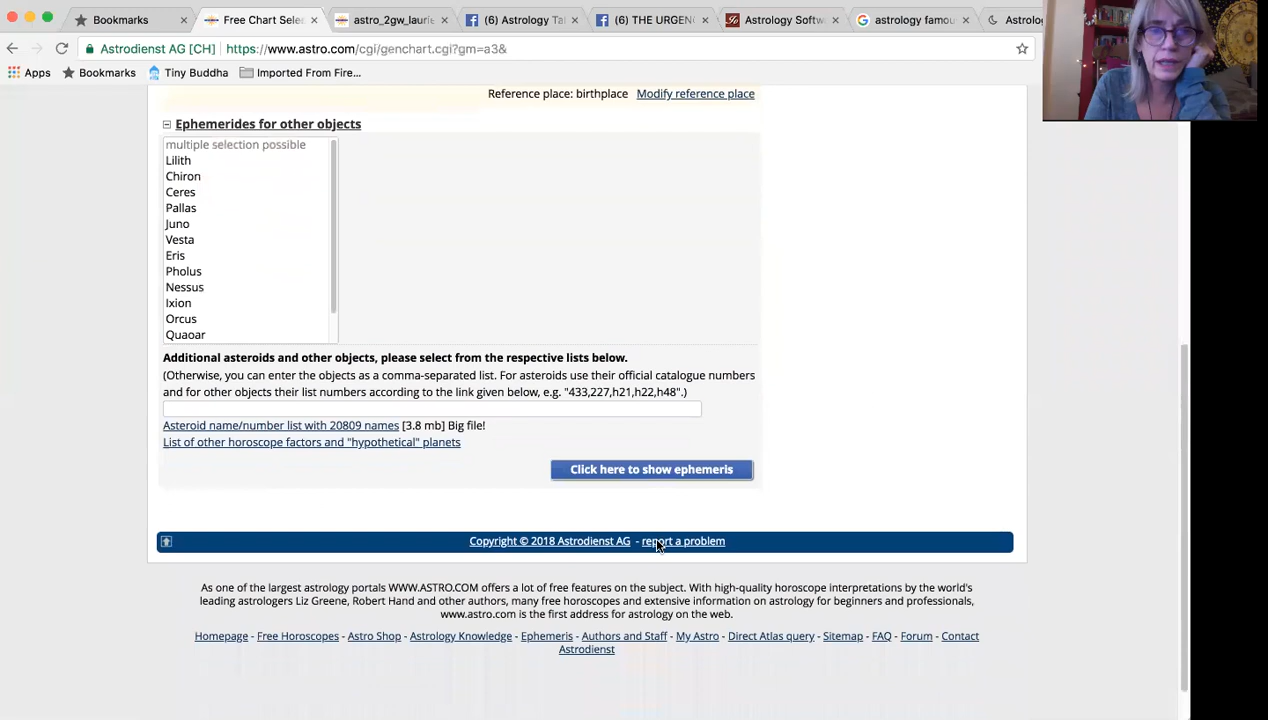 Bookmarks
Free Chart Sele
astro_2gw_laurie
(6) Astrology Ta
(6) THE URGEN
Astrology Softw
astrology famou
Astrolog
Astrodienst AG [CH]
https://www.astro.com/cgi/genchart.cgi?gm=a3&
Apps
Bookmarks
Tiny Buddha
Imported From Fire...
Reference place: birthplace Modify reference place
Ephemerides for other objects
multiple selection possible
Lilith
Chiron
Ceres
Pallas
Juno
Vesta
Eris
Pholus
Nessus
Ixion
Orcus
Quaoar
Additional asteroids and other objects, please select from the respective lists below.
(Otherwise, you can enter the objects as a comma-separated list. For asteroids use their official catalogue numbers
and for other objects their list numbers according to the link given below, e.g. "433,227,h21,h22,h48".)
Asteroid name/number list with 20809 names [3.8 mb] Big file!
List of other horoscope factors and "hypothetical" planets
Click here to show ephemeris
Copyright © 2018 Astrodienst AG - report a problem
As one of the largest astrology portals WWW.ASTRO.COM offers a lot of free features on the subject. With high-quality horoscope interpretations by the world's
leading astrologers Liz Greene, Robert Hand and other authors, many free horoscopes and extensive information on astrology for beginners and professionals,
www.astro.com is the first address for astrology on the web.
Homepage - Free Horoscopes - Astro Shop - Astrology Knowledge - Ephemeris - Authors and Staff - My Astro - Direct Atlas query - Sitemap - FAQ - Forum - Contact
Astrodienst